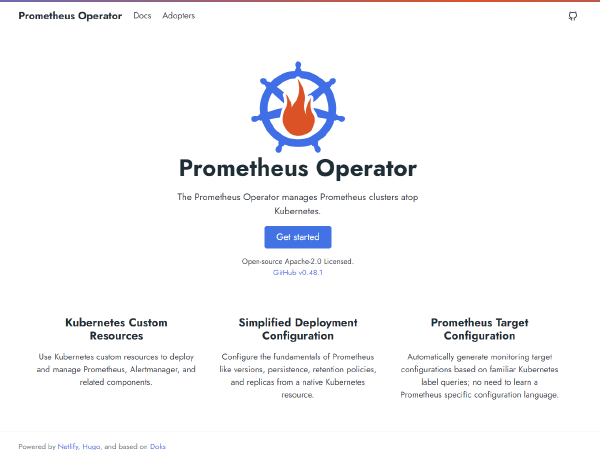 Prometheus Operator Docs Adopters
Prometheus Operator
The Prometheus Operator manages Prometheus clusters atop
Kubernetes.
Get started
Open-source Apache-2.0 Licensed.
GitHub v0.48.1
Kubernetes Custom
Resources
Use Kubernetes custom resources to deploy
and manage Prometheus, Alertmanager, and
related components.
Simplified Deployment
Configuration
Configure the fundamentals of Prometheus
like versions, persistence, retention policies,
and replicas from a native Kubernetes
resource.
Prometheus Target
Configuration
Automatically generate monitoring target
configurations based on familiar Kubernetes
label queries; no need to learn a
Prometheus specific configuration language.
Powered by Netlify, Hugo, and based on Doks